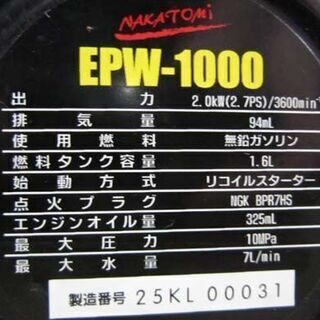 NAKATOMI
EPW-1000
出力 2.0kW(2.7PS)/3600min⁻
排気量 94mL
使用燃料 無鉛ガソリン
燃料タンク容量 1.6L
始動方式 リコイルスターター
点火プラグ NGK BPR7HS
エンジンオイル量 325mL
最大圧力 10MPa
最大水量 7L/min
製造番号 25KL 00031